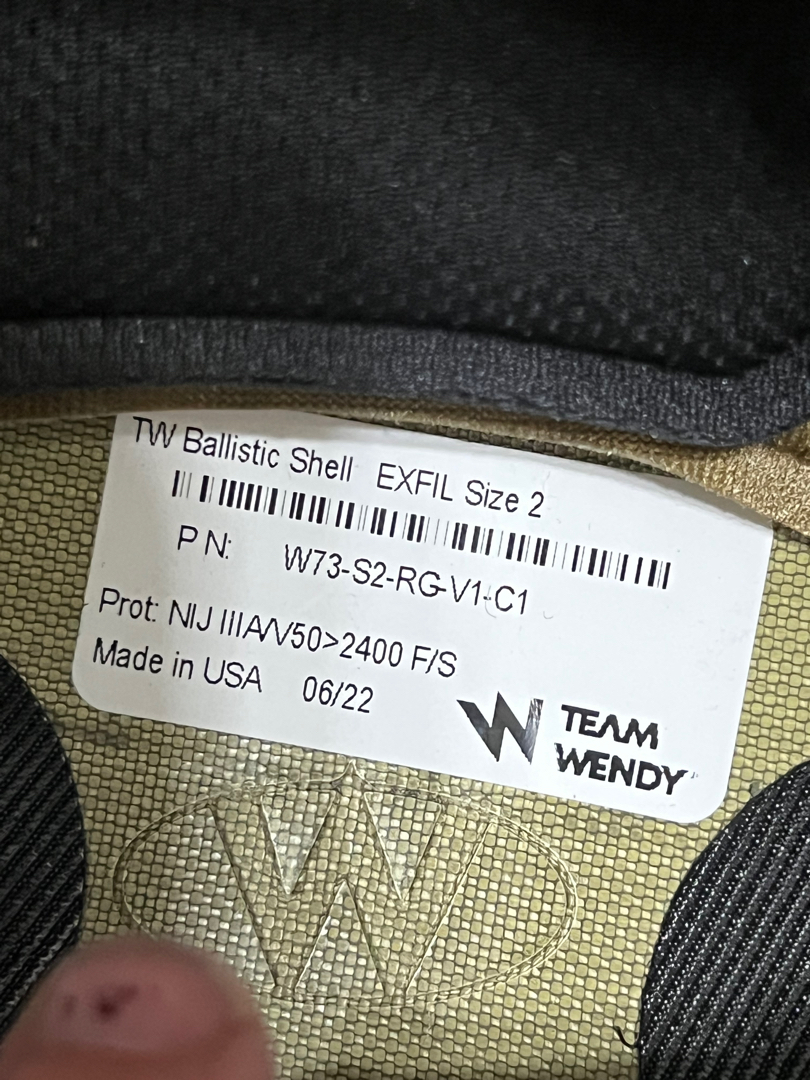 TW Ballistic Shell EXFIL Size 2
PN: W73-S2-RG-V1-C1
Prot: NIJ IIIA/V50>2400 F/S
Made in USA 06/22
TEAM
WENDY
W